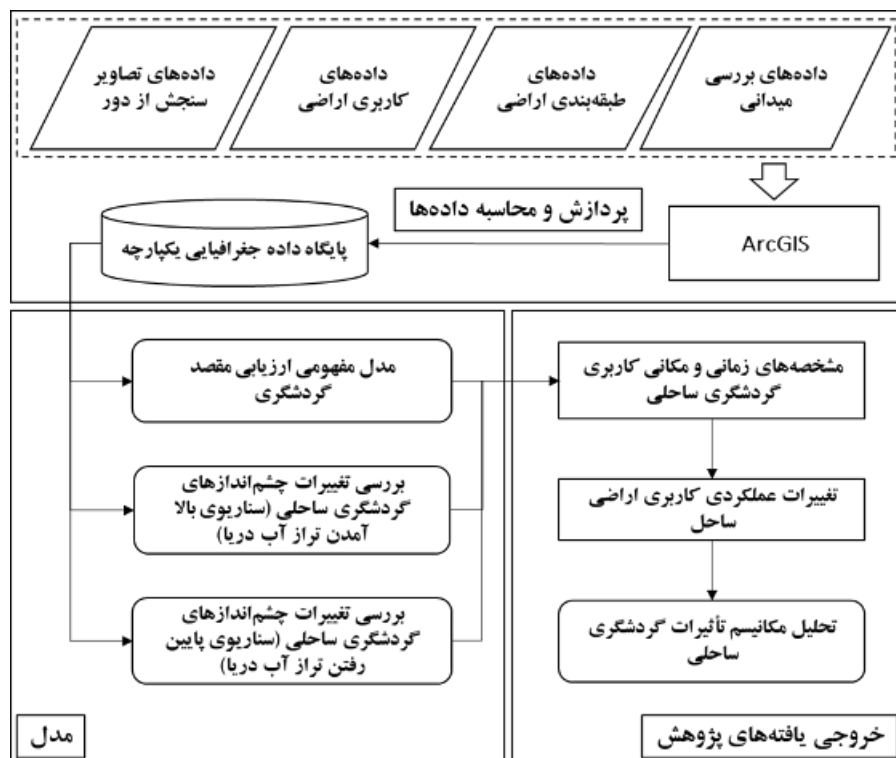 داده‌های بررسی
میدانی
داده‌های
طبقه‌بندی اراضی
داده‌های
کاربری اراضی
داده‌های تصاویر
سنجش از دور
ArcGIS
پردازش و محاسبه داده‌ها
پایگاه داده جغرافیایی یکپارچه
مدل مفهومی ارزیابی مقصد
گردشگری
بررسی تغییرات چشم‌اندازهای
گردشگری ساحلی (سناریوی بالا
آمدن تراز آب دریا)
بررسی تغییرات چشم‌اندازهای
گردشگری ساحلی (سناریوی پایین
رفتن تراز آب دریا)
مدل
مشخصه‌های زمانی و مکانی کاربری
گردشگری ساحلی
تغییرات عملکردی کاربری اراضی
ساحل
تحلیل مکانیسم تأثیرات گردشگری
ساحلی
خروجی یافته‌های پژوهش